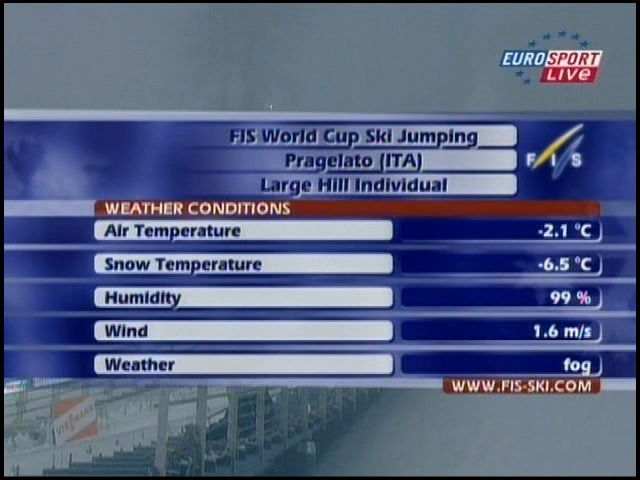 EUROSPORT
LIVE
FIS World Cup Ski Jumping
Pragelato (ITA)
Large Hill Individual
F I S
WEATHER CONDITIONS
Air Temperature -2.1 °C
Snow Temperature -6.5 °C
Humidity 99 %
Wind 1.6 m/s
Weather fog
WWW.FIS-SKI.COM
VIESSMANN